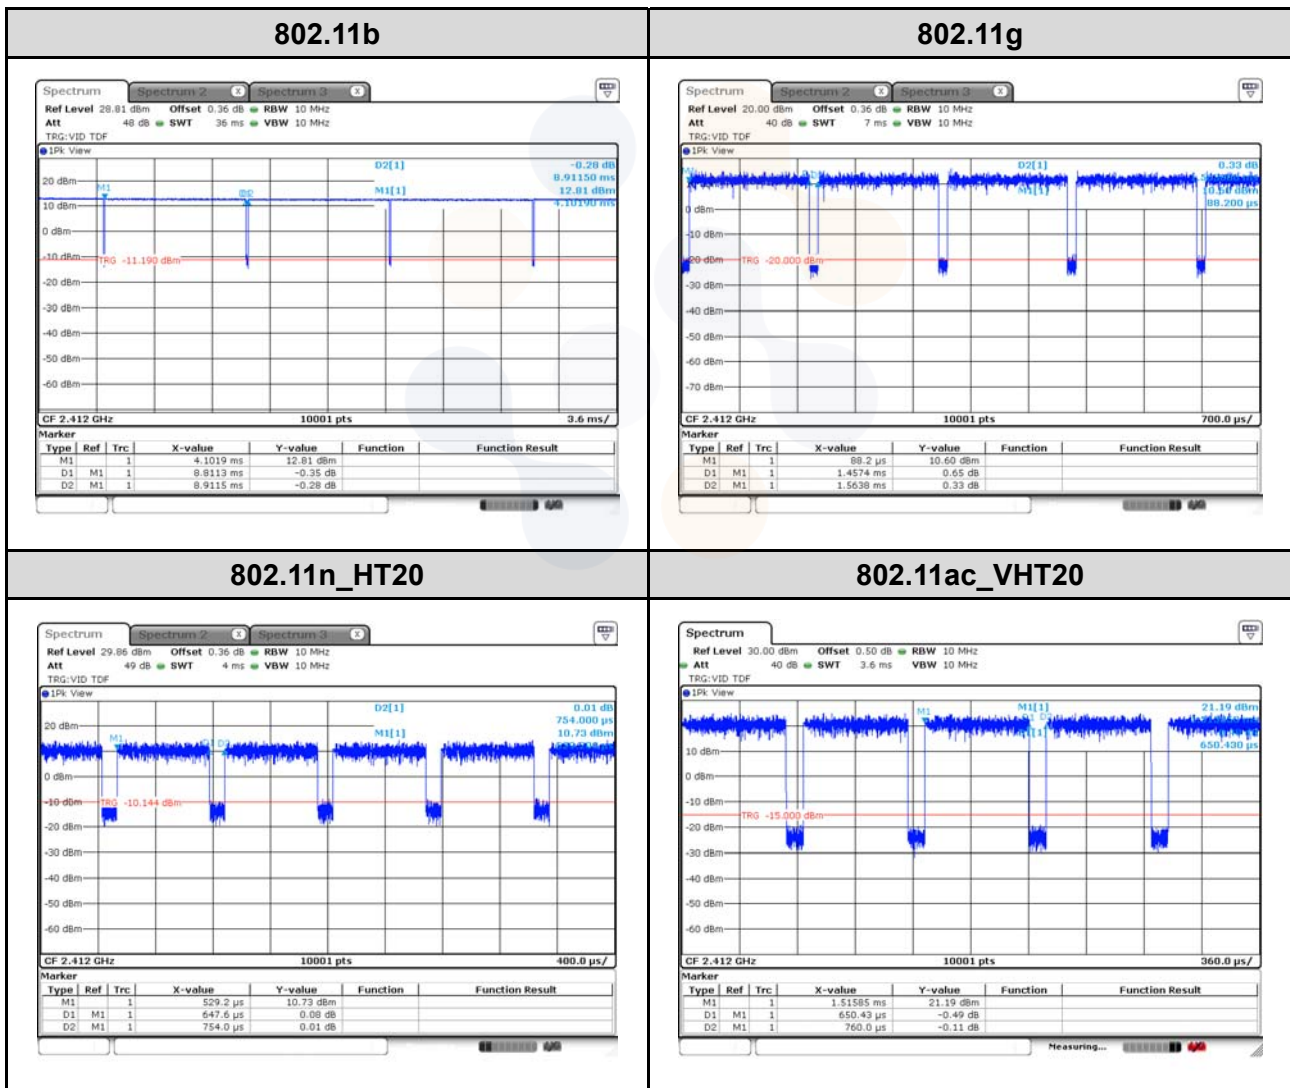 802.11b
802.11g
Spectrum Spectrum 2 X Spectrum 3 X
Ref Level 28.81 dBm Offset 0.36 dB RBW 10 MHz
Att 48 dB SWT 36 ms VBW 10 MHz
TRG:VID TDF
1Pk View
D2[1] -0.28 dB
8.91150 ms
20 dBm M1 M1[1] 12.81 dBm
4.10190 ms
10 dBm
0 dBm
-10 dBm TRG -11.190 dBm
-20 dBm
-30 dBm
-40 dBm
-50 dBm
-60 dBm
CF 2.412 GHz 10001 pts 3.6 ms/
Marker
Type Ref Trc X-value Y-value Function Function Result
M1 1 4.1019 ms 12.81 dBm
D1 M1 1 8.8113 ms -0.35 dB
D2 M1 1 8.9115 ms -0.28 dB
Spectrum Spectrum 2 X Spectrum 3 X
Ref Level 20.00 dBm Offset 0.36 dB RBW 10 MHz
Att 40 dB SWT 7 ms VBW 10 MHz
TRG:VID TDF
1Pk View
D2[1] 0.33 dB
M1[1] 10.60 dBm
0 dBm 88.200 µs
-10 dBm
-20 dBm TRG -20.000 dBm
-30 dBm
-40 dBm
-50 dBm
-60 dBm
-70 dBm
CF 2.412 GHz 10001 pts 700.0 µs/
Marker
Type Ref Trc X-value Y-value Function Function Result
M1 1 88.2 µs 10.60 dBm
D1 M1 1 1.4574 ms 0.65 dB
D2 M1 1 1.5638 ms 0.33 dB
802.11n_HT20
802.11ac_VHT20
Spectrum Spectrum 2 X Spectrum 3 X
Ref Level 29.86 dBm Offset 0.36 dB RBW 10 MHz
Att 49 dB SWT 4 ms VBW 10 MHz
TRG:VID TDF
1Pk View
D2[1] 0.01 dB
754.000 µs
20 dBm M1 M1[1] 10.73 dBm
D1 D2
0 dBm
-10 dBm TRG -10.144 dBm
-20 dBm
-30 dBm
-40 dBm
-50 dBm
-60 dBm
CF 2.412 GHz 10001 pts 400.0 µs/
Marker
Type Ref Trc X-value Y-value Function Function Result
M1 1 529.2 µs 10.73 dBm
D1 M1 1 647.6 µs 0.08 dB
D2 M1 1 754.0 µs 0.01 dB
Spectrum
Ref Level 30.00 dBm Offset 0.50 dB RBW 10 MHz
Att 40 dB SWT 3.6 ms VBW 10 MHz
TRG:VID TDF
1Pk View
M1 M1[1] 21.19 dBm
D1 D2
10 dBm 650.430 µs
0 dBm
-10 dBm
TRG -15.000 dBm
-20 dBm
-30 dBm
-40 dBm
-50 dBm
-60 dBm
CF 2.412 GHz 10001 pts 360.0 µs/
Marker
Type Ref Trc X-value Y-value Function Function Result
M1 1 1.51585 ms 21.19 dBm
D1 M1 1 650.43 µs -0.49 dB
D2 M1 1 760.0 µs -0.11 dB
Measuring...